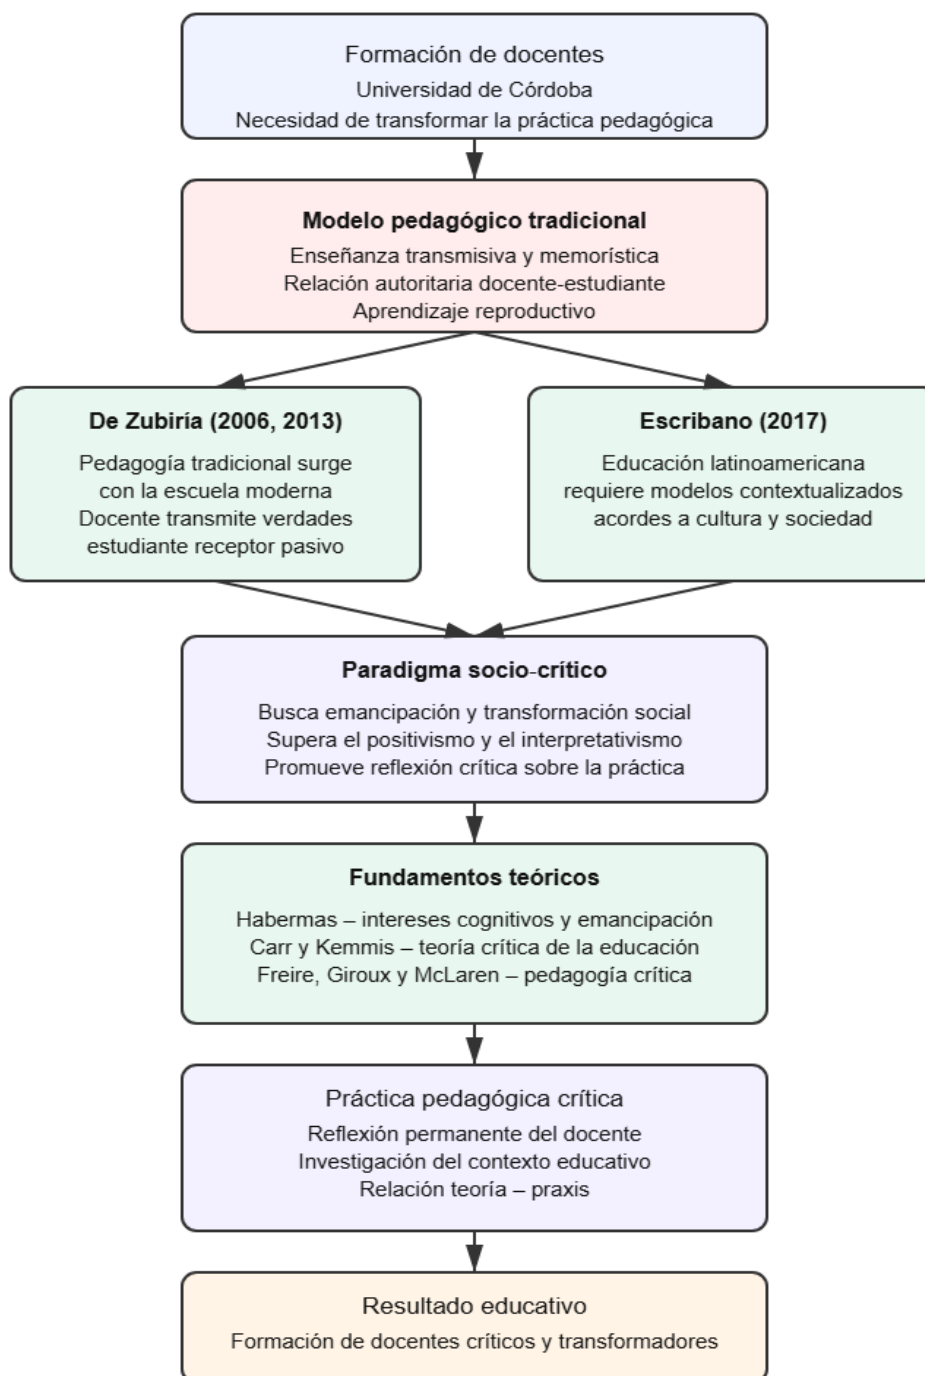 Formación de docentes
Universidad de Córdoba
Necesidad de transformar la práctica pedagógica
Modelo pedagógico tradicional
Enseñanza transmisiva y memorística
Relación autoritaria docente-estudiante
Aprendizaje reproductivo
De Zubiría (2006, 2013)
Pedagogía tradicional surge
con la escuela moderna
Docente transmite verdades
estudiante receptor pasivo
Escribano (2017)
Educación latinoamericana
requiere modelos contextualizados
acordes a cultura y sociedad
Paradigma socio-crítico
Busca emancipación y transformación social
Supera el positivismo y el interpretativismo
Promueve reflexión crítica sobre la práctica
Fundamentos teóricos
Habermas – intereses cognitivos y emancipación
Carr y Kemmis – teoría crítica de la educación
Freire, Giroux y McLaren – pedagogía crítica
Práctica pedagógica crítica
Reflexión permanente del docente
Investigación del contexto educativo
Relación teoría – praxis
Resultado educativo
Formación de docentes críticos y transformadores